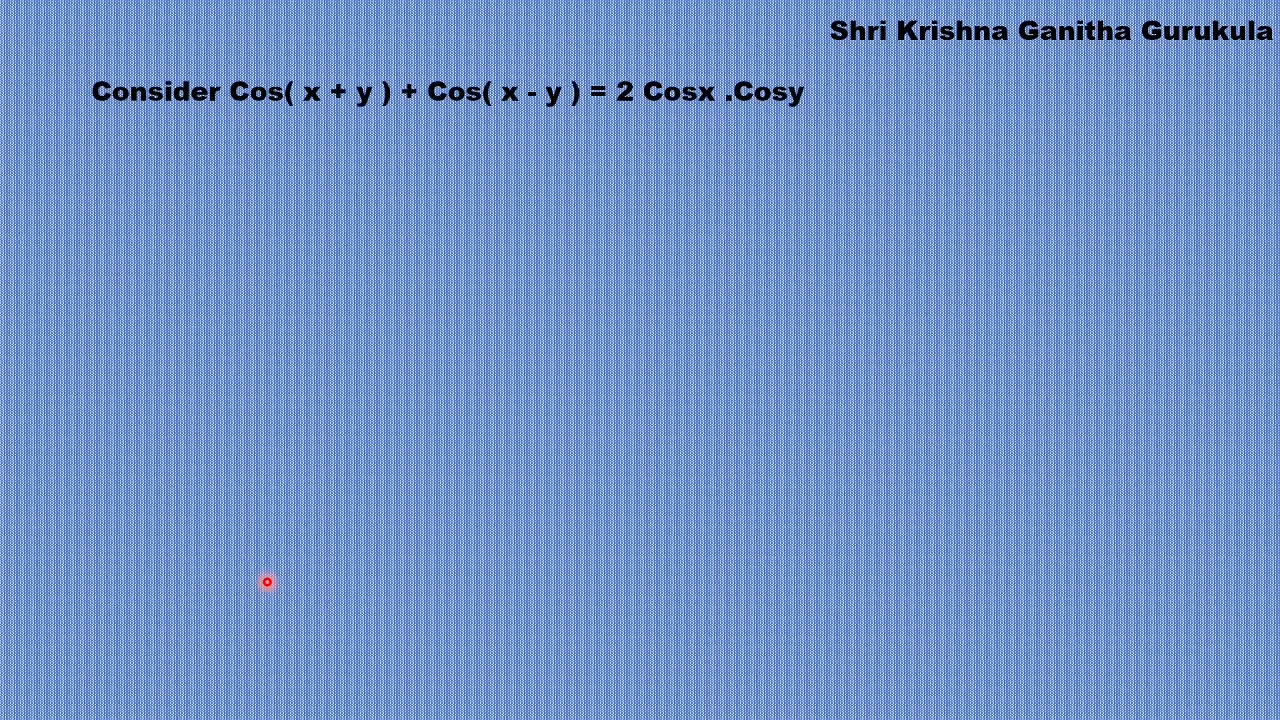 Shri Krishna Ganitha Gurukula
Consider Cos( x + y ) + Cos( x - y ) = 2 Cosx .Cosy